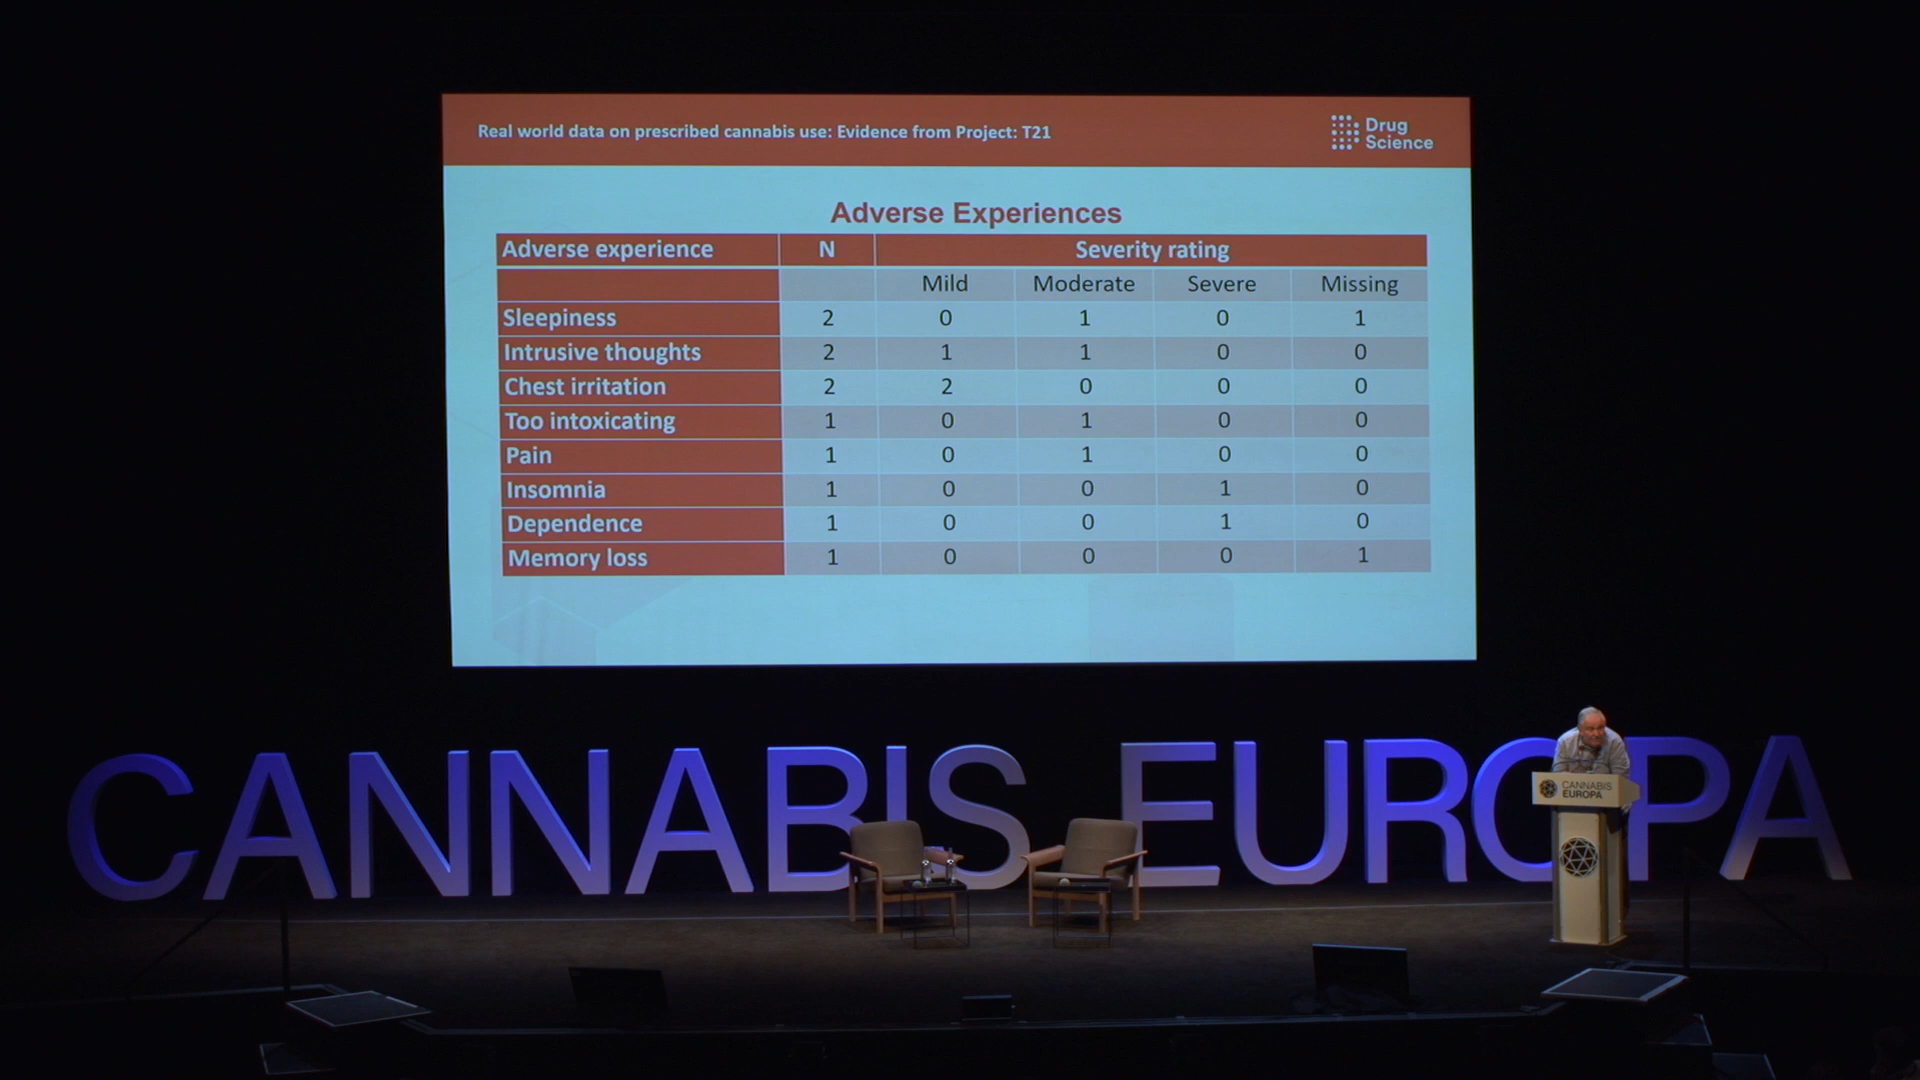 Real world data on prescribed cannabis use: Evidence from Project: T21
Drug
Science
Adverse Experiences
Adverse experience N Severity rating
Mild Moderate Severe Missing
Sleepiness 2 0 1 0 1
Intrusive thoughts 2 1 1 0 0
Chest irritation 2 2 0 0 0
Too intoxicating 1 0 1 0 0
Pain 1 0 1 0 0
Insomnia 1 0 0 1 0
Dependence 1 0 0 1 0
Memory loss 1 0 0 0 1
CANNABIS EUROPA
CANNABIS
EUROPA